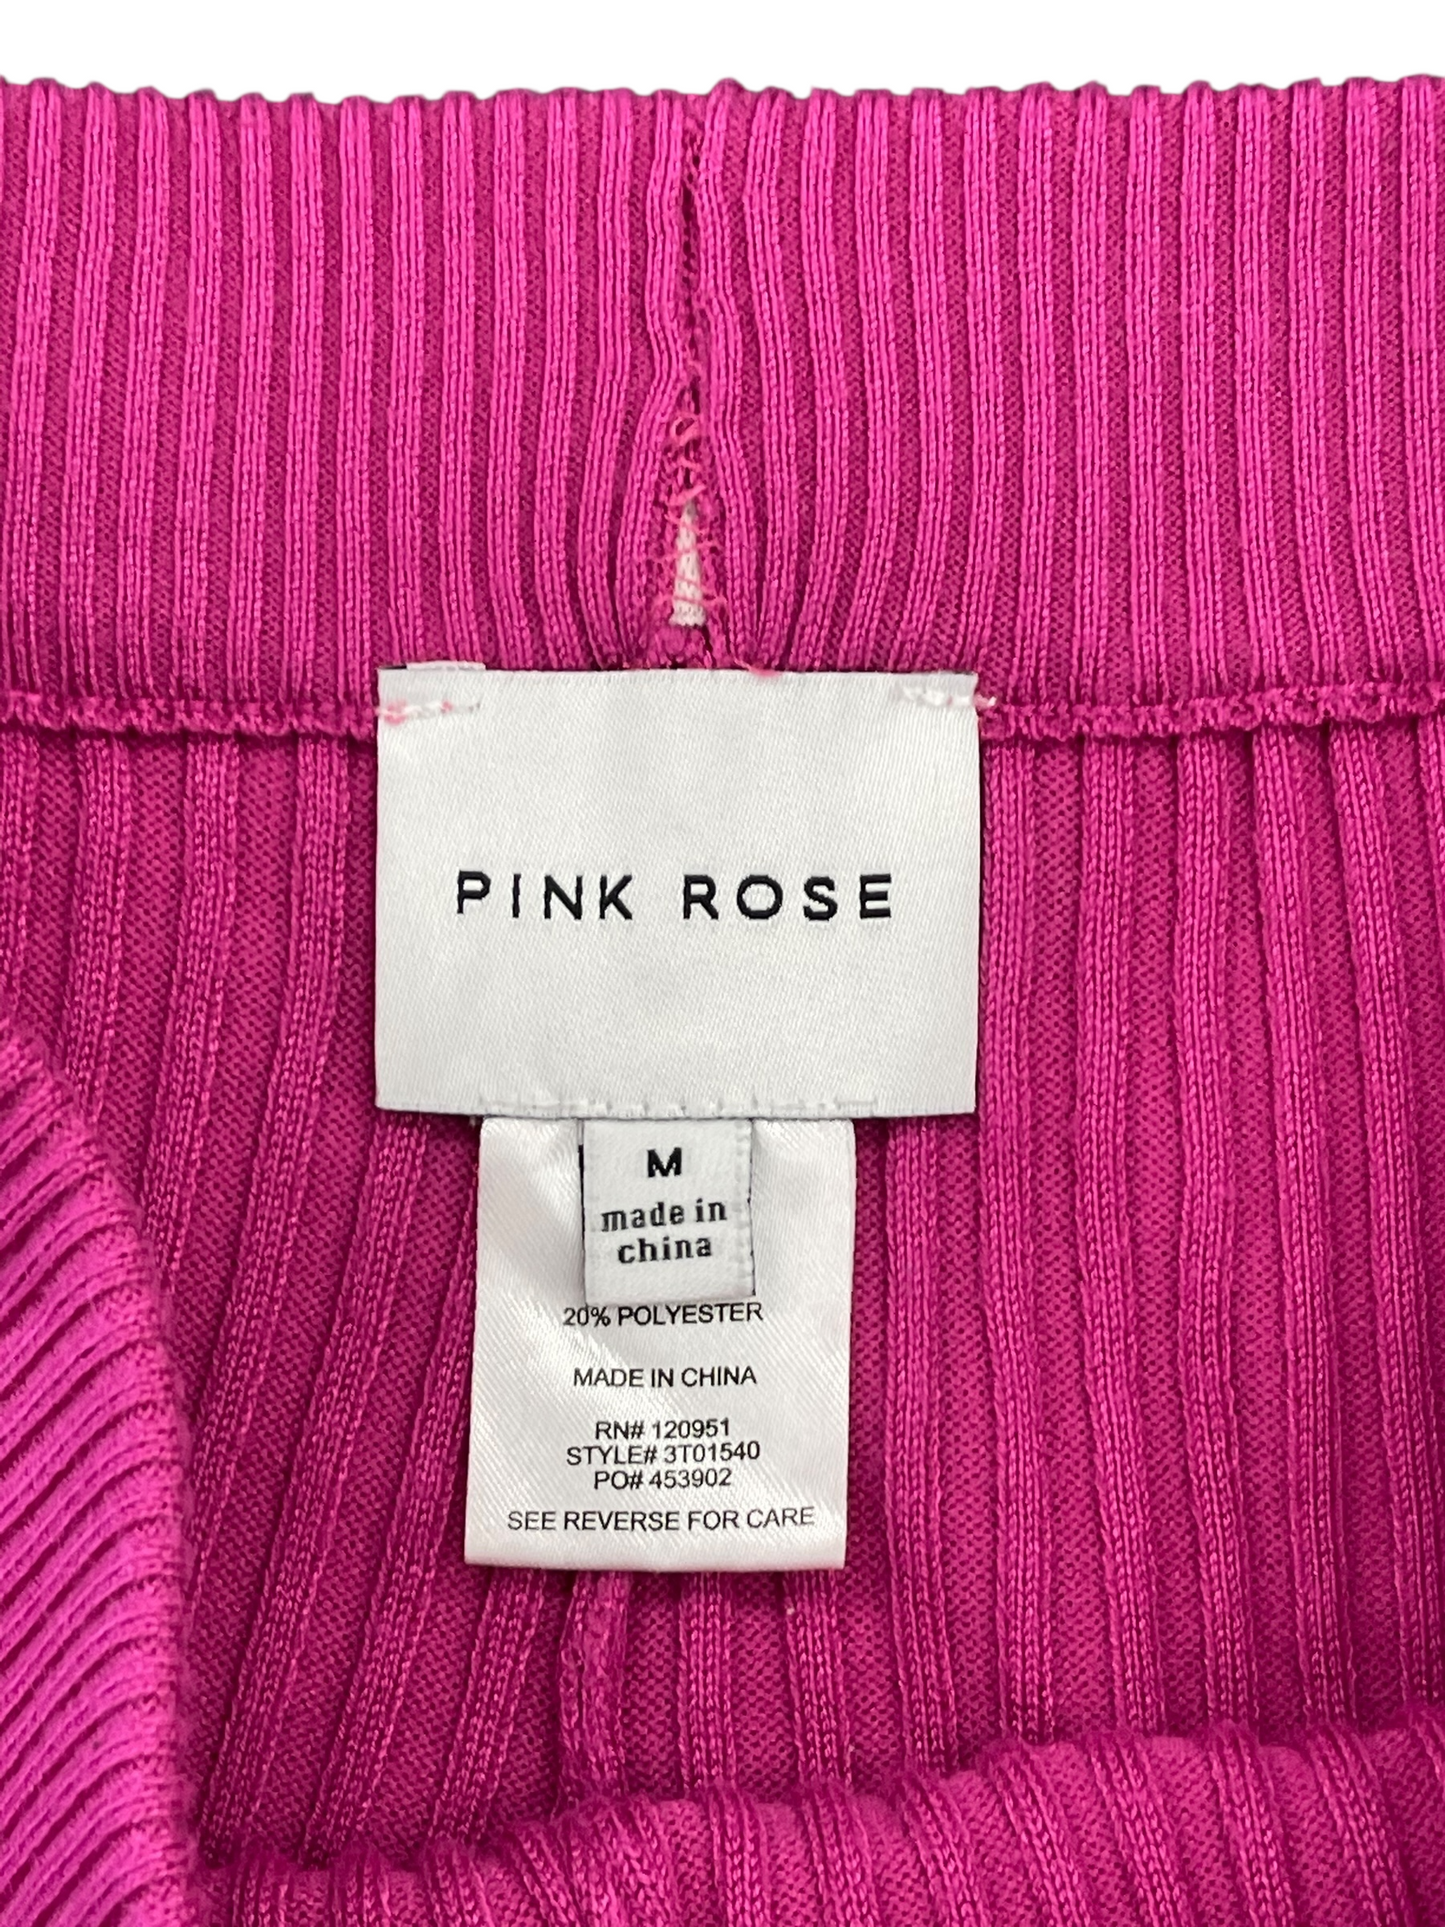 PINK ROSE
M
made in
china
20% POLYESTER
MADE IN CHINA
RN# 120951
STYLE# 3T01540
PO# 453902
SEE REVERSE FOR CARE